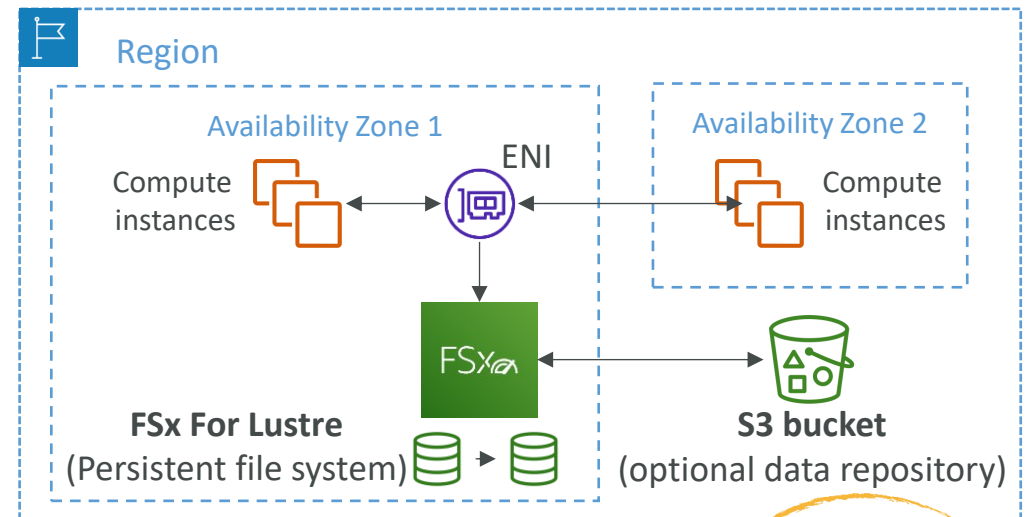 Region
Availability Zone 1
Availability Zone 2
ENI
Compute
instances
Compute
instances
FSx
FSx For Lustre
(Persistent file system)
S3 bucket
(optional data repository)